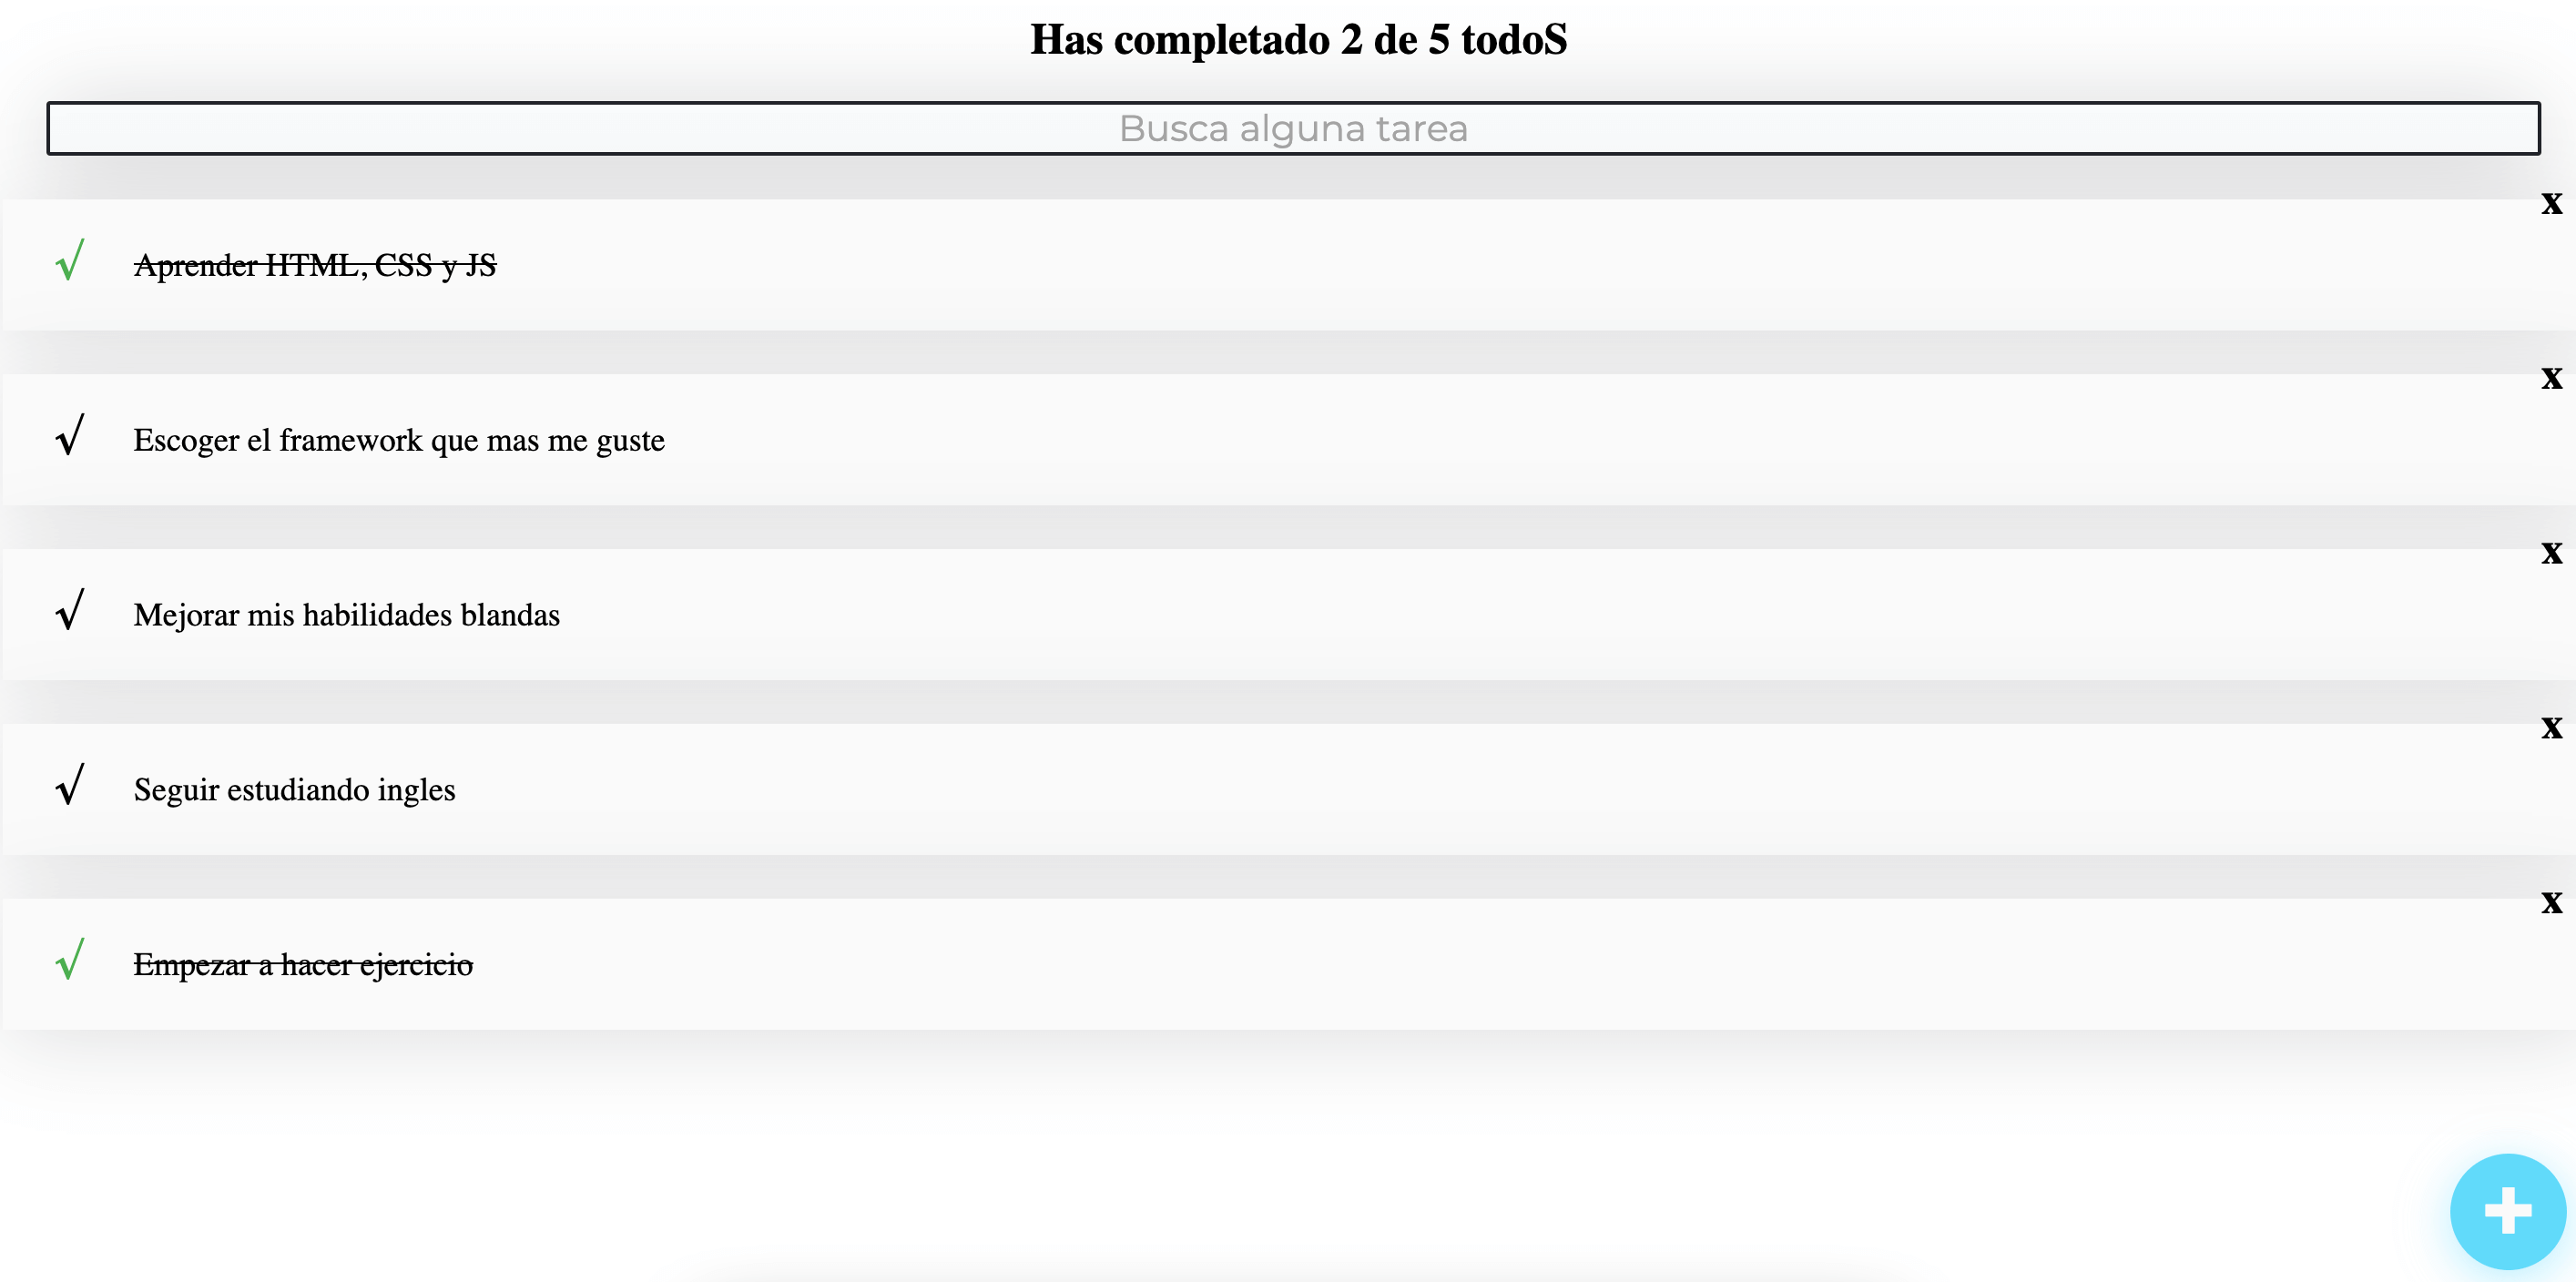 Has completado 2 de 5 todoS
Busca alguna tarea
x
√ Aprender HTML, CSS y JS
x
√ Escoger el framework que mas me guste
x
√ Mejorar mis habilidades blandas
x
√ Seguir estudiando ingles
x
√ Empezar a hacer ejercicio
+